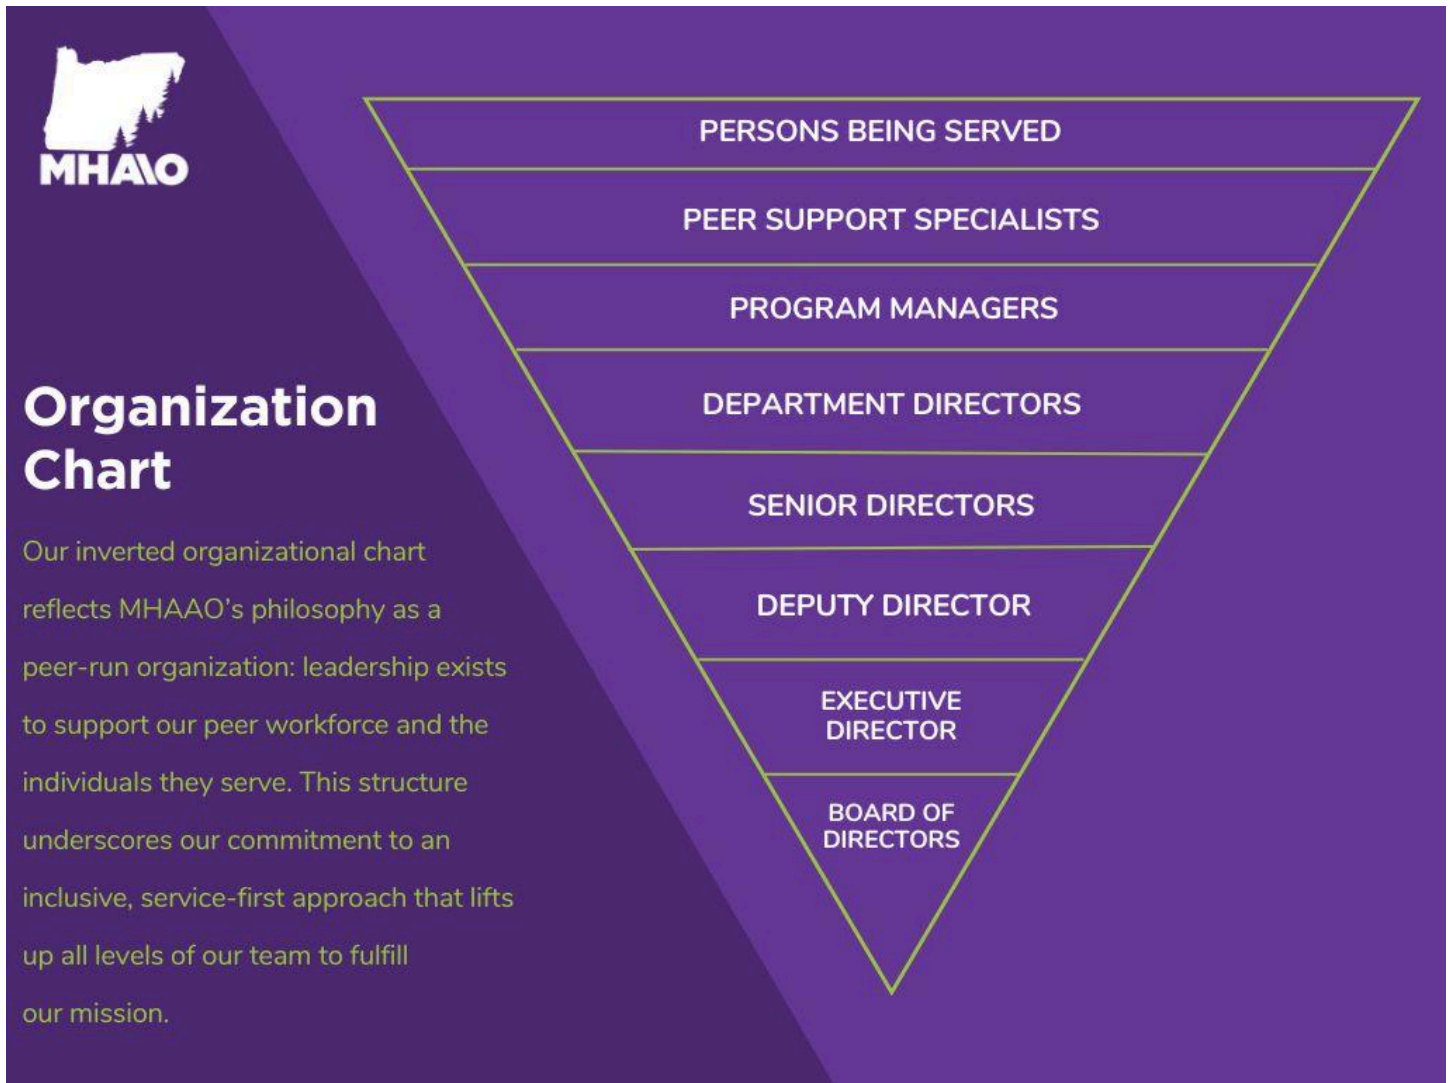 MHAAO
Organization
Chart
Our inverted organizational chart
reflects MHAAO’s philosophy as a
peer-run organization: leadership exists
to support our peer workforce and the
individuals they serve. This structure
underscores our commitment to an
inclusive, service-first approach that lifts
up all levels of our team to fulfill
our mission.
PERSONS BEING SERVED
PEER SUPPORT SPECIALISTS
PROGRAM MANAGERS
DEPARTMENT DIRECTORS
SENIOR DIRECTORS
DEPUTY DIRECTOR
EXECUTIVE
DIRECTOR
BOARD OF
DIRECTORS